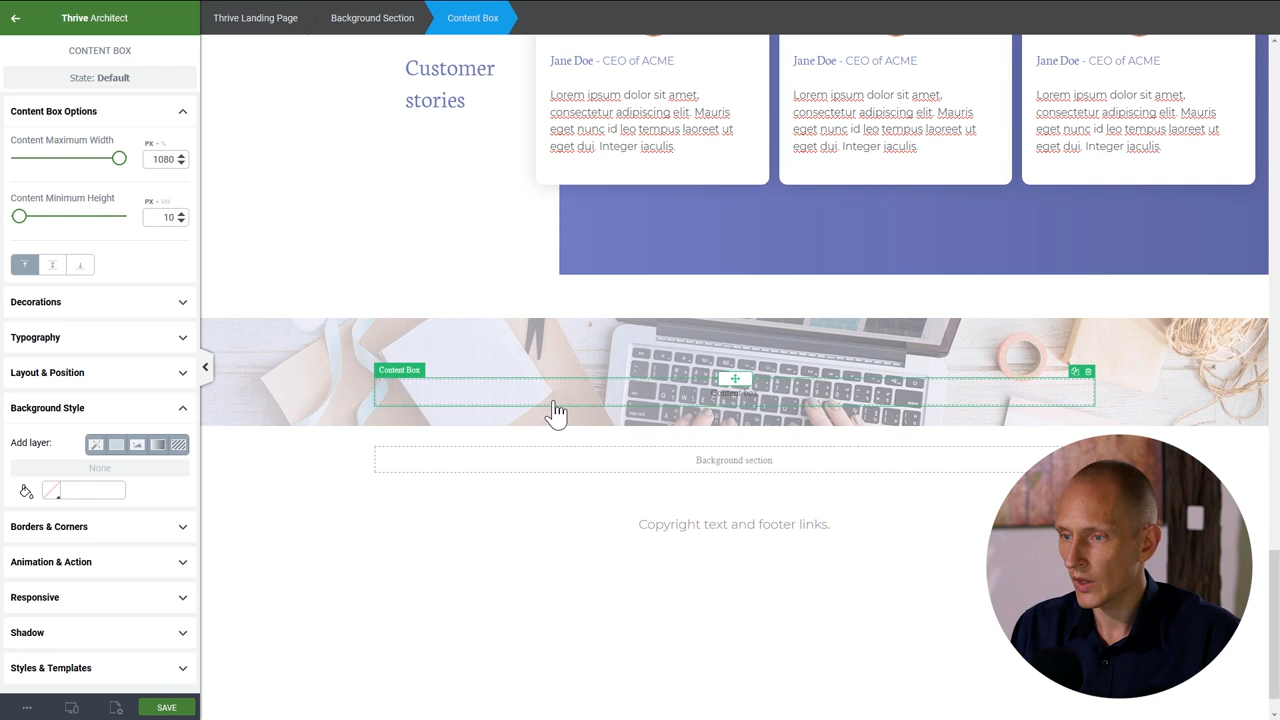 Thrive Architect
Thrive Landing Page
Background Section
Content Box
CONTENT BOX
State: Default
Content Box Options
Content Maximum Width
PX - %
1080
Content Minimum Height
PX - VH
10
Decorations
Typography
Layout & Position
Background Style
Add layer:
None
Borders & Corners
Animation & Action
Responsive
Shadow
Styles & Templates
SAVE
Customer
stories
Jane Doe - CEO of ACME
Lorem ipsum dolor sit amet,
consectetur adipiscing elit. Mauris
eget nunc id leo tempus laoreet ut
eget dui. Integer iaculis.
Jane Doe - CEO of ACME
Lorem ipsum dolor sit amet,
consectetur adipiscing elit. Mauris
eget nunc id leo tempus laoreet ut
eget dui. Integer iaculis.
Jane Doe - CEO of ACME
Lorem ipsum dolor sit amet,
consectetur adipiscing elit. Mauris
eget nunc id leo tempus laoreet ut
eget dui. Integer iaculis.
Content Box
Content box
Background section
Copyright text and footer links.